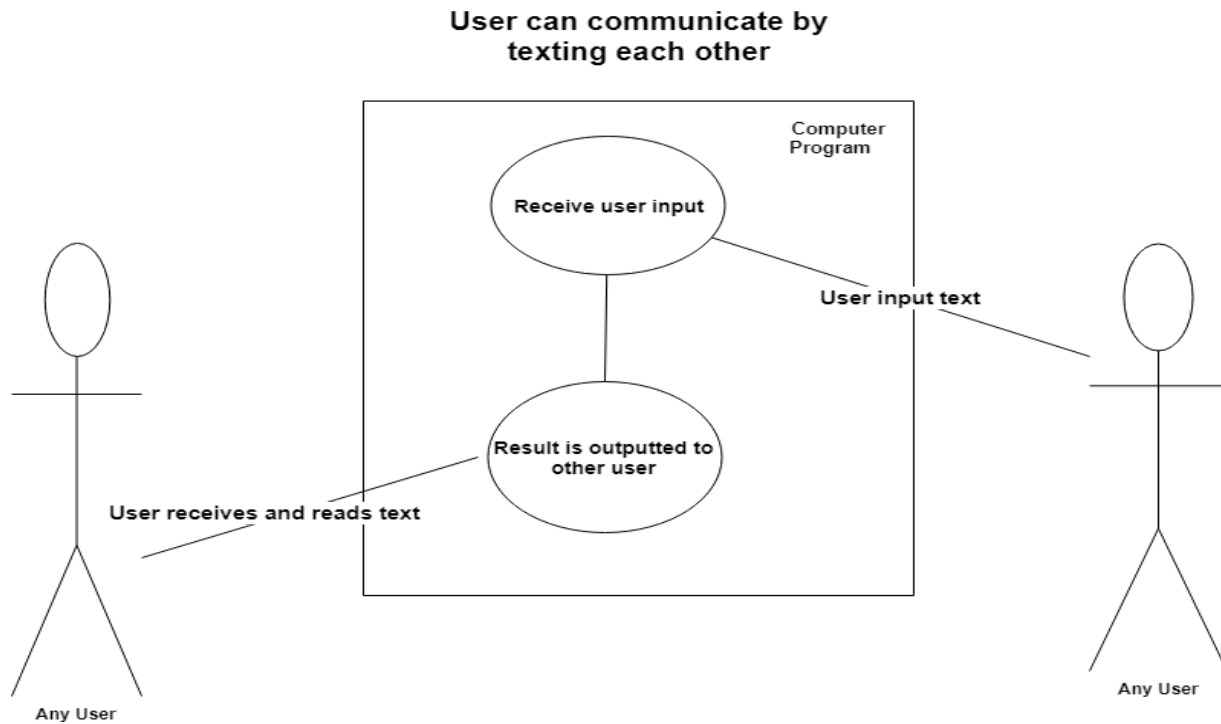 User can communicate by
texting each other
Computer
Program
Receive user input
User input text
Result is outputted to
other user
User receives and reads text
Any User
Any User